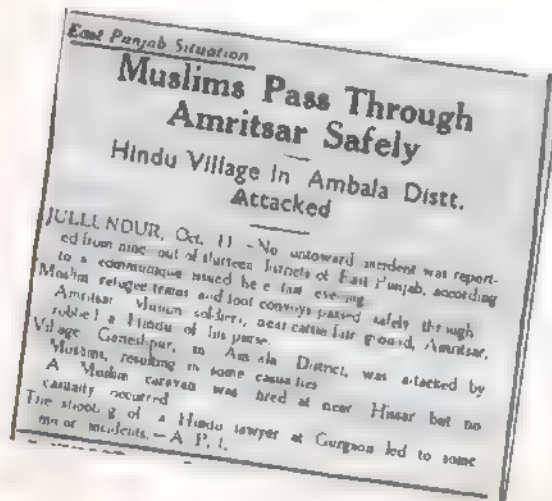 East Punjab Situation
Muslims Pass Through
Amritsar Safely
Hindu Village In Ambala Distt.
Attacked
JULLUNDUR, Oct. 11 -No untoward incident was report-
ed from nine out of thirteen districts of East Punjab, according
to a communique issued here last evening.
Muslim refugee trains and foot convoys passed safely through
Amritsar Muslim soldiers, near cattle fair ground, Amritsar,
robbed a Hindu of his purse.
Village Ganeshpur, in Ambala District, was attacked by
Muslims, resulting in some casualties
A Muslim caravan was fired at near Hissar but no
casualty occurred
The shooting of a Hindu lawyer at Gurgaon led to some
minor incidents.—A. P. I.